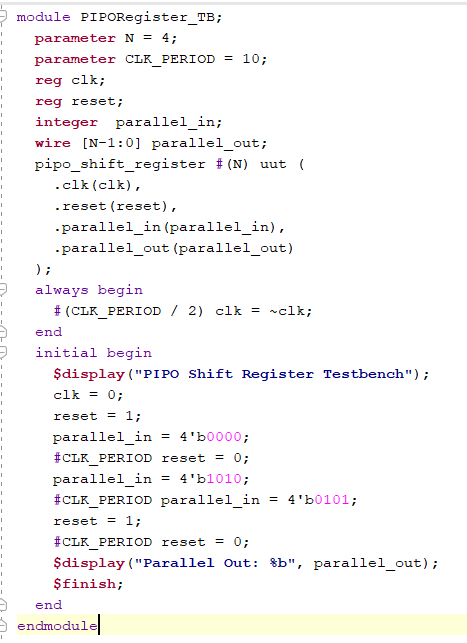 module PIPORegister_TB;
parameter N = 4;
parameter CLK_PERIOD = 10;
reg clk;
reg reset;
integer  parallel_in;
wire [N-1:0] parallel_out;
pipo_shift_register #(N) uut (
.clk(clk),
.reset(reset),
.parallel_in(parallel_in),
.parallel_out(parallel_out)
);
always begin
#(CLK_PERIOD / 2) clk = ~clk;
end
initial begin
$display("PIPO Shift Register Testbench");
clk = 0;
reset = 1;
parallel_in = 4'b0000;
#CLK_PERIOD reset = 0;
parallel_in = 4'b1010;
#CLK_PERIOD parallel_in = 4'b0101;
reset = 1;
#CLK_PERIOD reset = 0;
$display("Parallel Out: %b", parallel_out);
$finish;
end
endmodule